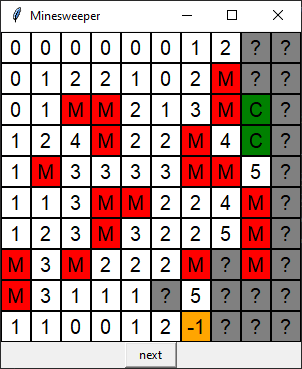 Minesweeper
0 0 0 0 0 0 1 2 ? ?
0 1 2 2 1 0 2 M ? ?
0 1 M M 2 1 3 M C ?
1 2 4 M 2 2 M 4 C ?
1 M 3 3 3 3 M M 5 ?
1 1 3 M M 2 2 4 M ?
1 2 3 M 3 2 2 5 M ?
M 3 M 2 2 2 M ? M ?
M 3 1 1 1 ? 5 ? ? ?
1 1 0 0 1 2 -1 ? ? ?
next